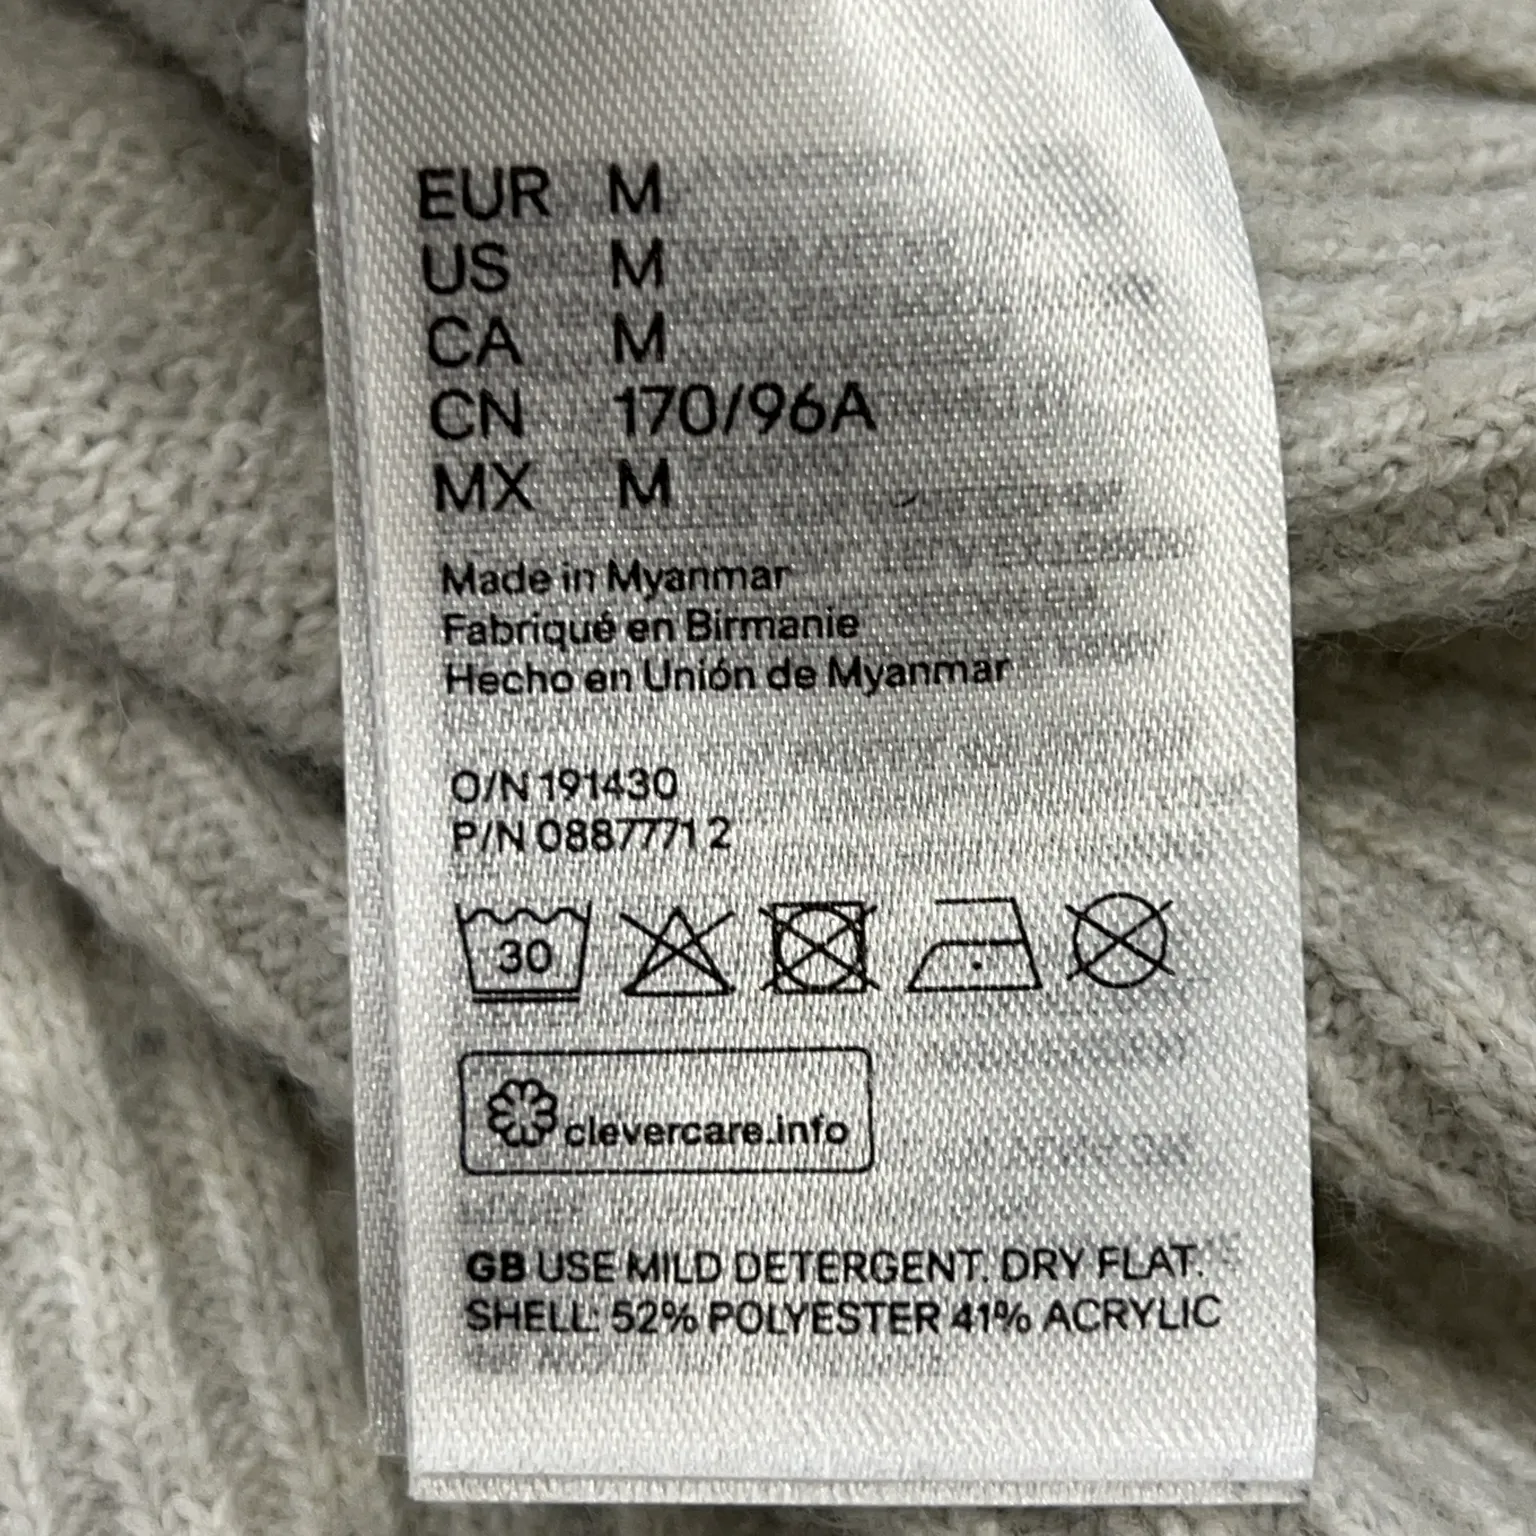 EUR M
US M
CA M
CN 170/96A
MX M
Made in Myanmar
Fabriqué en Birmanie
Hecho en Unión de Myanmar
O/N 191430
P/N 0887771 2
30
clevercare.info
GB USE MILD DETERGENT. DRY FLAT.
SHELL: 52% POLYESTER 41% ACRYLIC